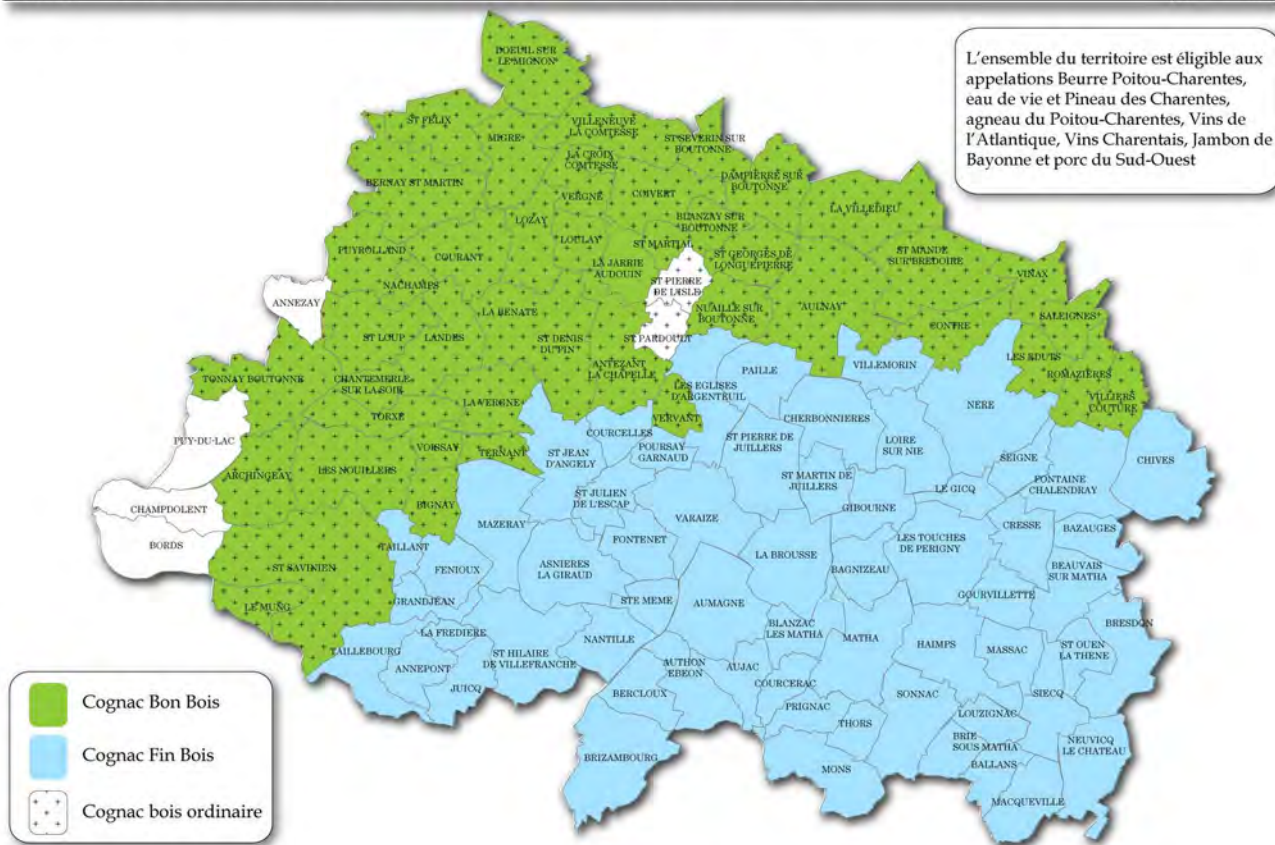 L'ensemble du territoire est éligible aux
appelations Beurre Poitou-Charentes,
eau de vie et Pineau des Charentes,
agneau du Poitou-Charentes, Vins de
l'Atlantique, Vins Charentais, Jambon de
Bayonne et porc du Sud-Ouest
DOEUIL SUR
LE MIGNON
ST FELIX
MIGRE
VILLENEUVE
LA COMTESSE
ST SEVERIN SUR
BOUTONNE
LA CROIX
COMTESSE
BERNAY ST MARTIN
DAMPIERRE SUR
BOUTONNE
VERGNE
COIVERT
LA VILLEDIEU
LOZAY
BLANZAY SUR
BOUTONNE
PUYROLLAND
COURANT
LOULAY
ST MARTIAL
ST GEORGES DE
LONGUEPIERRE
ST MANDE
SUR BREDOIRE
LA JARRIE
AUDOUIN
VINAX
NACHAMPS
ST PIERRE
DE L'ISLE
ANNEZAY
LA BENATE
NUAILLE SUR
BOUTONNE
AULNAY
SALEIGNES
CONTRE
ST LOUP
LANDES
ST DENIS
DU PIN
ST PARDOULT
LES EDUTS
ANTEZANT
LA CHAPELLE
PAILLE
VILLEMORIN
ROMAZIERES
TONNAY BOUTONNE
CHANTEMERLE
SUR LA SOIE
LES EGLISES
D'ARGENTEUIL
VILLIERS
COUTURE
LA VERGNE
NERE
TORXE
VERVANT
CHERBONNIERES
PUY-DU-LAC
COURCELLES
ST PIERRE DE
JUILLERS
LOIRE
SUR NIE
VOISSAY
TERNANT
ST JEAN
D'ANGELY
POURSAY
GARNAUD
SEIGNE
CHIVES
ARCHINGEAY
LES NOUILLERS
ST MARTIN DE
JUILLERS
FONTAINE
CHALENDRAY
LE GICQ
CHAMPDOLENT
BIGNAY
ST JULIEN
DE L'ESCAP
GIBOURNE
MAZERAY
VARAIZE
CRESSE
BAZAUGES
BORDS
FONTENET
LES TOUCHES
DE PERIGNY
TAILLANT
LA BROUSSE
ST SAVINIEN
FENIOUX
ASNIERES
LA GIRAUD
BAGNIZEAU
BEAUVAIS
SUR MATHA
GOURVILLETTE
LE MUNG
GRANDJEAN
STE MEME
AUMAGNE
BLANZAC
LES MATHA
BRESDON
LA FREDIERE
NANTILLE
MATHA
HAIMPS
MASSAC
ST OUEN
LA THENE
TAILLEBOURG
ST HILAIRE
DE VILLEFRANCHE
ANNEPONT
AUTHON
EBEON
AUJAC
COURCERAC
JUICQ
BERCLOUX
SONNAC
SIECQ
PRIGNAC
LOUZIGNAC
THORS
BRIE
SOUS MATHA
NEUVICQ
LE CHATEAU
BRIZAMBOURG
MONS
BALLANS
MACQUEVILLE
Cognac Bon Bois
Cognac Fin Bois
Cognac bois ordinaire